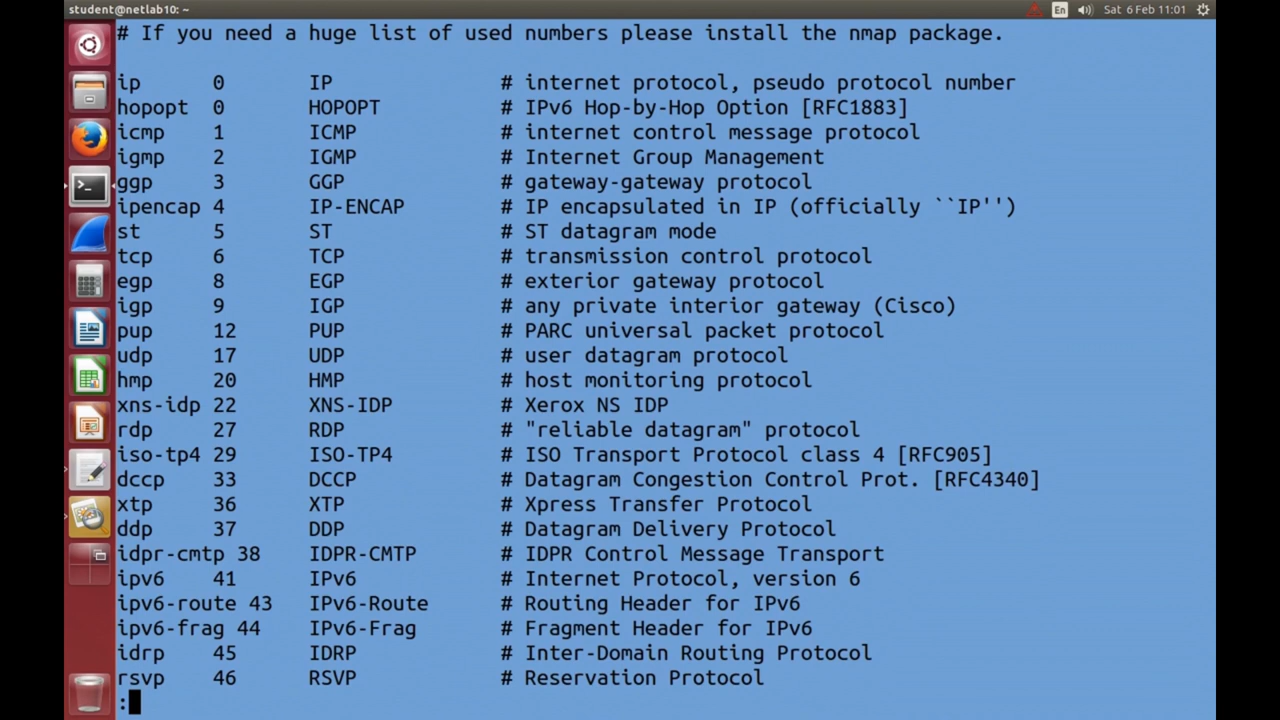 student@netlab10: ~
En
Sat 6 Feb 11:01
# If you need a huge list of used numbers please install the nmap package.
ip 0 IP # internet protocol, pseudo protocol number
hopopt 0 HOPOPT # IPv6 Hop-by-Hop Option [RFC1883]
icmp 1 ICMP # internet control message protocol
igmp 2 IGMP # Internet Group Management
ggp 3 GGP # gateway-gateway protocol
ipencap 4 IP-ENCAP # IP encapsulated in IP (officially ``IP'')
st 5 ST # ST datagram mode
tcp 6 TCP # transmission control protocol
egp 8 EGP # exterior gateway protocol
igp 9 IGP # any private interior gateway (Cisco)
pup 12 PUP # PARC universal packet protocol
udp 17 UDP # user datagram protocol
hmp 20 HMP # host monitoring protocol
xns-idp 22 XNS-IDP # Xerox NS IDP
rdp 27 RDP # "reliable datagram" protocol
iso-tp4 29 ISO-TP4 # ISO Transport Protocol class 4 [RFC905]
dccp 33 DCCP # Datagram Congestion Control Prot. [RFC4340]
xtp 36 XTP # Xpress Transfer Protocol
ddp 37 DDP # Datagram Delivery Protocol
idpr-cmtp 38 IDPR-CMTP # IDPR Control Message Transport
ipv6 41 IPv6 # Internet Protocol, version 6
ipv6-route 43 IPv6-Route # Routing Header for IPv6
ipv6-frag 44 IPv6-Frag # Fragment Header for IPv6
idrp 45 IDRP # Inter-Domain Routing Protocol
rsvp 46 RSVP # Reservation Protocol
: